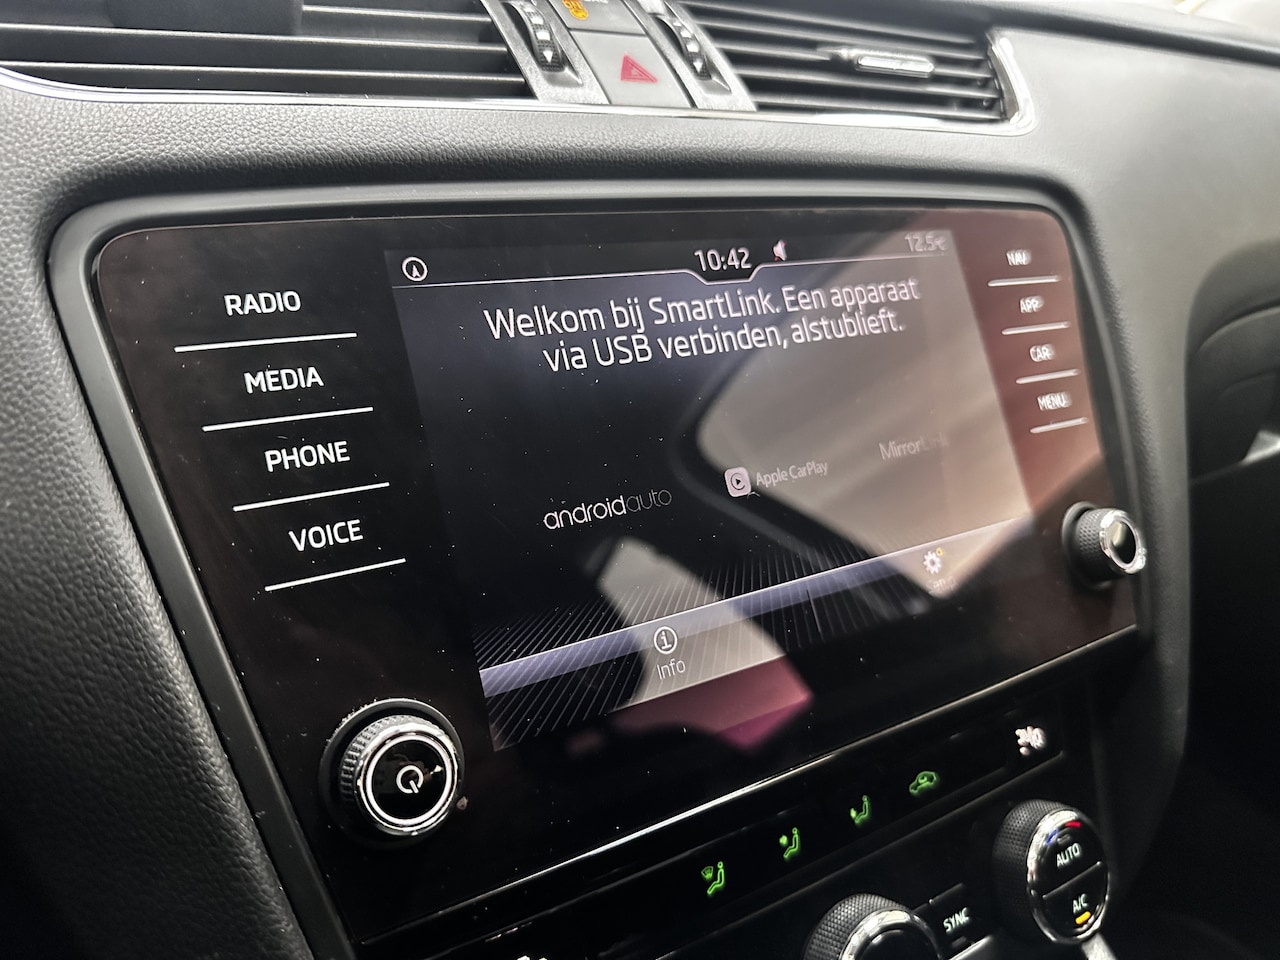 10:42
12.5°C
RADIO
MEDIA
PHONE
VOICE
Welkom bij SmartLink. Een apparaat
via USB verbinden, alstublieft.
androidauto
Apple CarPlay
MirrorLink
Info
NAV
APP
CAR
MENU
SYNC
AUTO
A/C